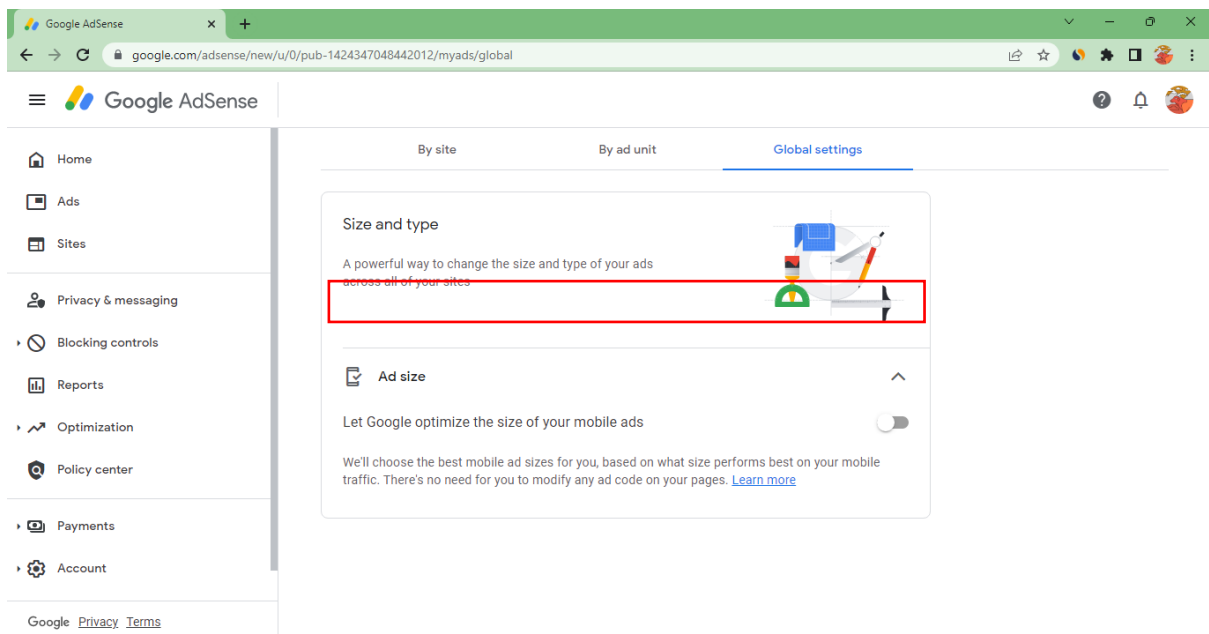 Google AdSense
google.com/adsense/new/u/0/pub-1424347048442012/myads/global
Google AdSense
Home
Ads
Sites
Privacy & messaging
Blocking controls
Reports
Optimization
Policy center
Payments
Account
Google Privacy Terms
By site By ad unit Global settings
Size and type
A powerful way to change the size and type of your ads
across all of your sites
Ad size
Let Google optimize the size of your mobile ads
We'll choose the best mobile ad sizes for you, based on what size performs best on your mobile
traffic. There's no need for you to modify any ad code on your pages. Learn more